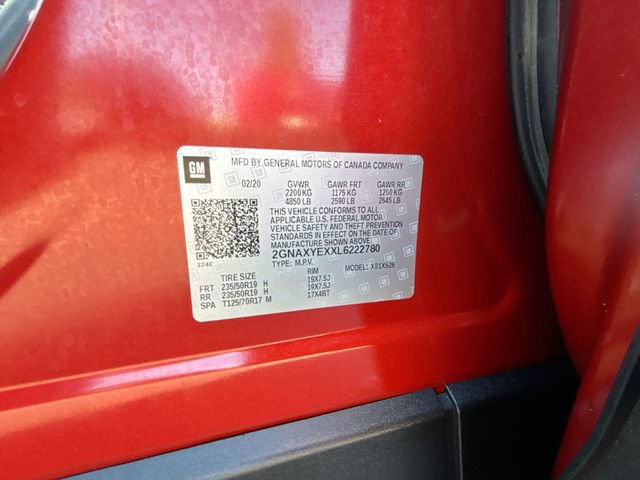 GM
MFD BY GENERAL MOTORS OF CANADA COMPANY
02/20 GVWR GAWR FRT GAWR RR
2200 KG 1175 KG 1200 KG
4850 LB 2590 LB 2645 LB
THIS VEHICLE CONFORMS TO ALL
APPLICABLE U.S. FEDERAL MOTOR
VEHICLE SAFETY AND THEFT PREVENTION
STANDARDS IN EFFECT ON THE DATE
OF MANUFACTURE SHOWN ABOVE.
2GNAXYEXXL6222780
TYPE: M.P.V. MODEL: X01XS26
324E
TIRE SIZE RIM
FRT 235/50R19 H 19X7.5J
RR 235/50R19 H 19X7.5J
SPA T125/70R17 M 17X4BT